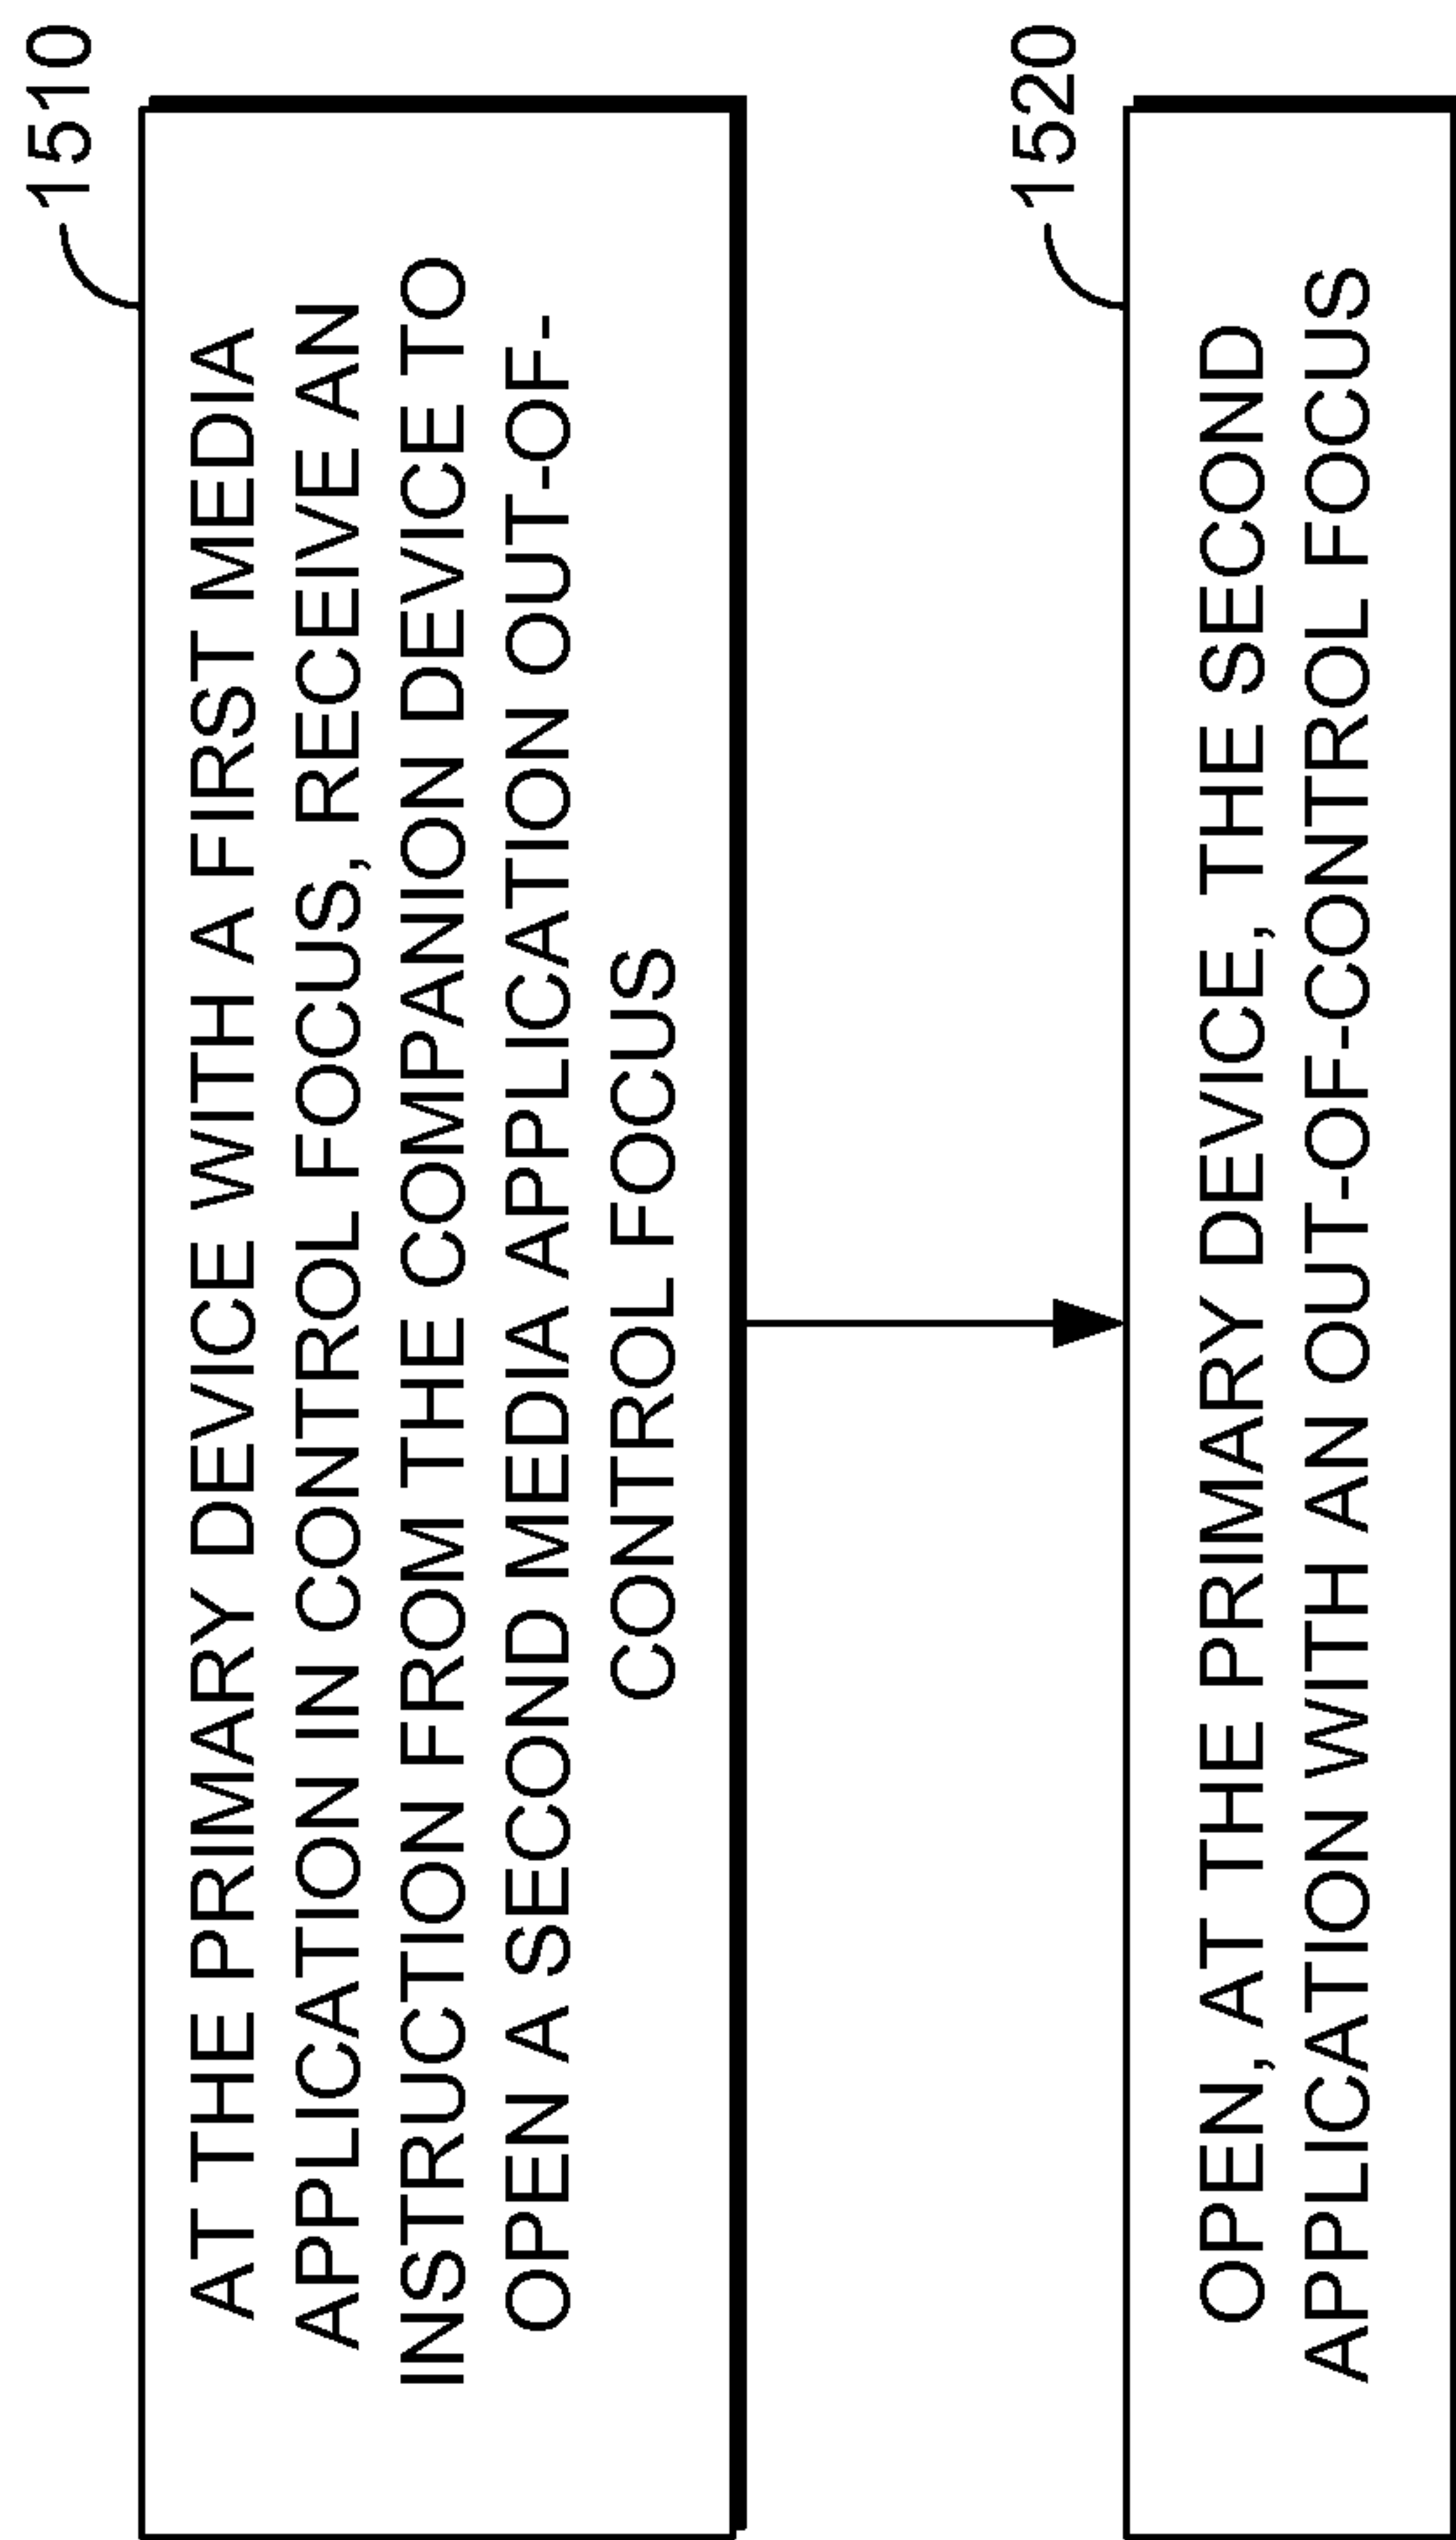 1510
AT THE PRIMARY DEVICE WITH A FIRST MEDIA
APPLICATION IN CONTROL FOCUS, RECEIVE AN
INSTRUCTION FROM THE COMPANION DEVICE TO
OPEN A SECOND MEDIA APPLICATION OUT-OF-
CONTROL FOCUS
1520
OPEN, AT THE PRIMARY DEVICE, THE SECOND
APPLICATION WITH AN OUT-OF-CONTROL FOCUS